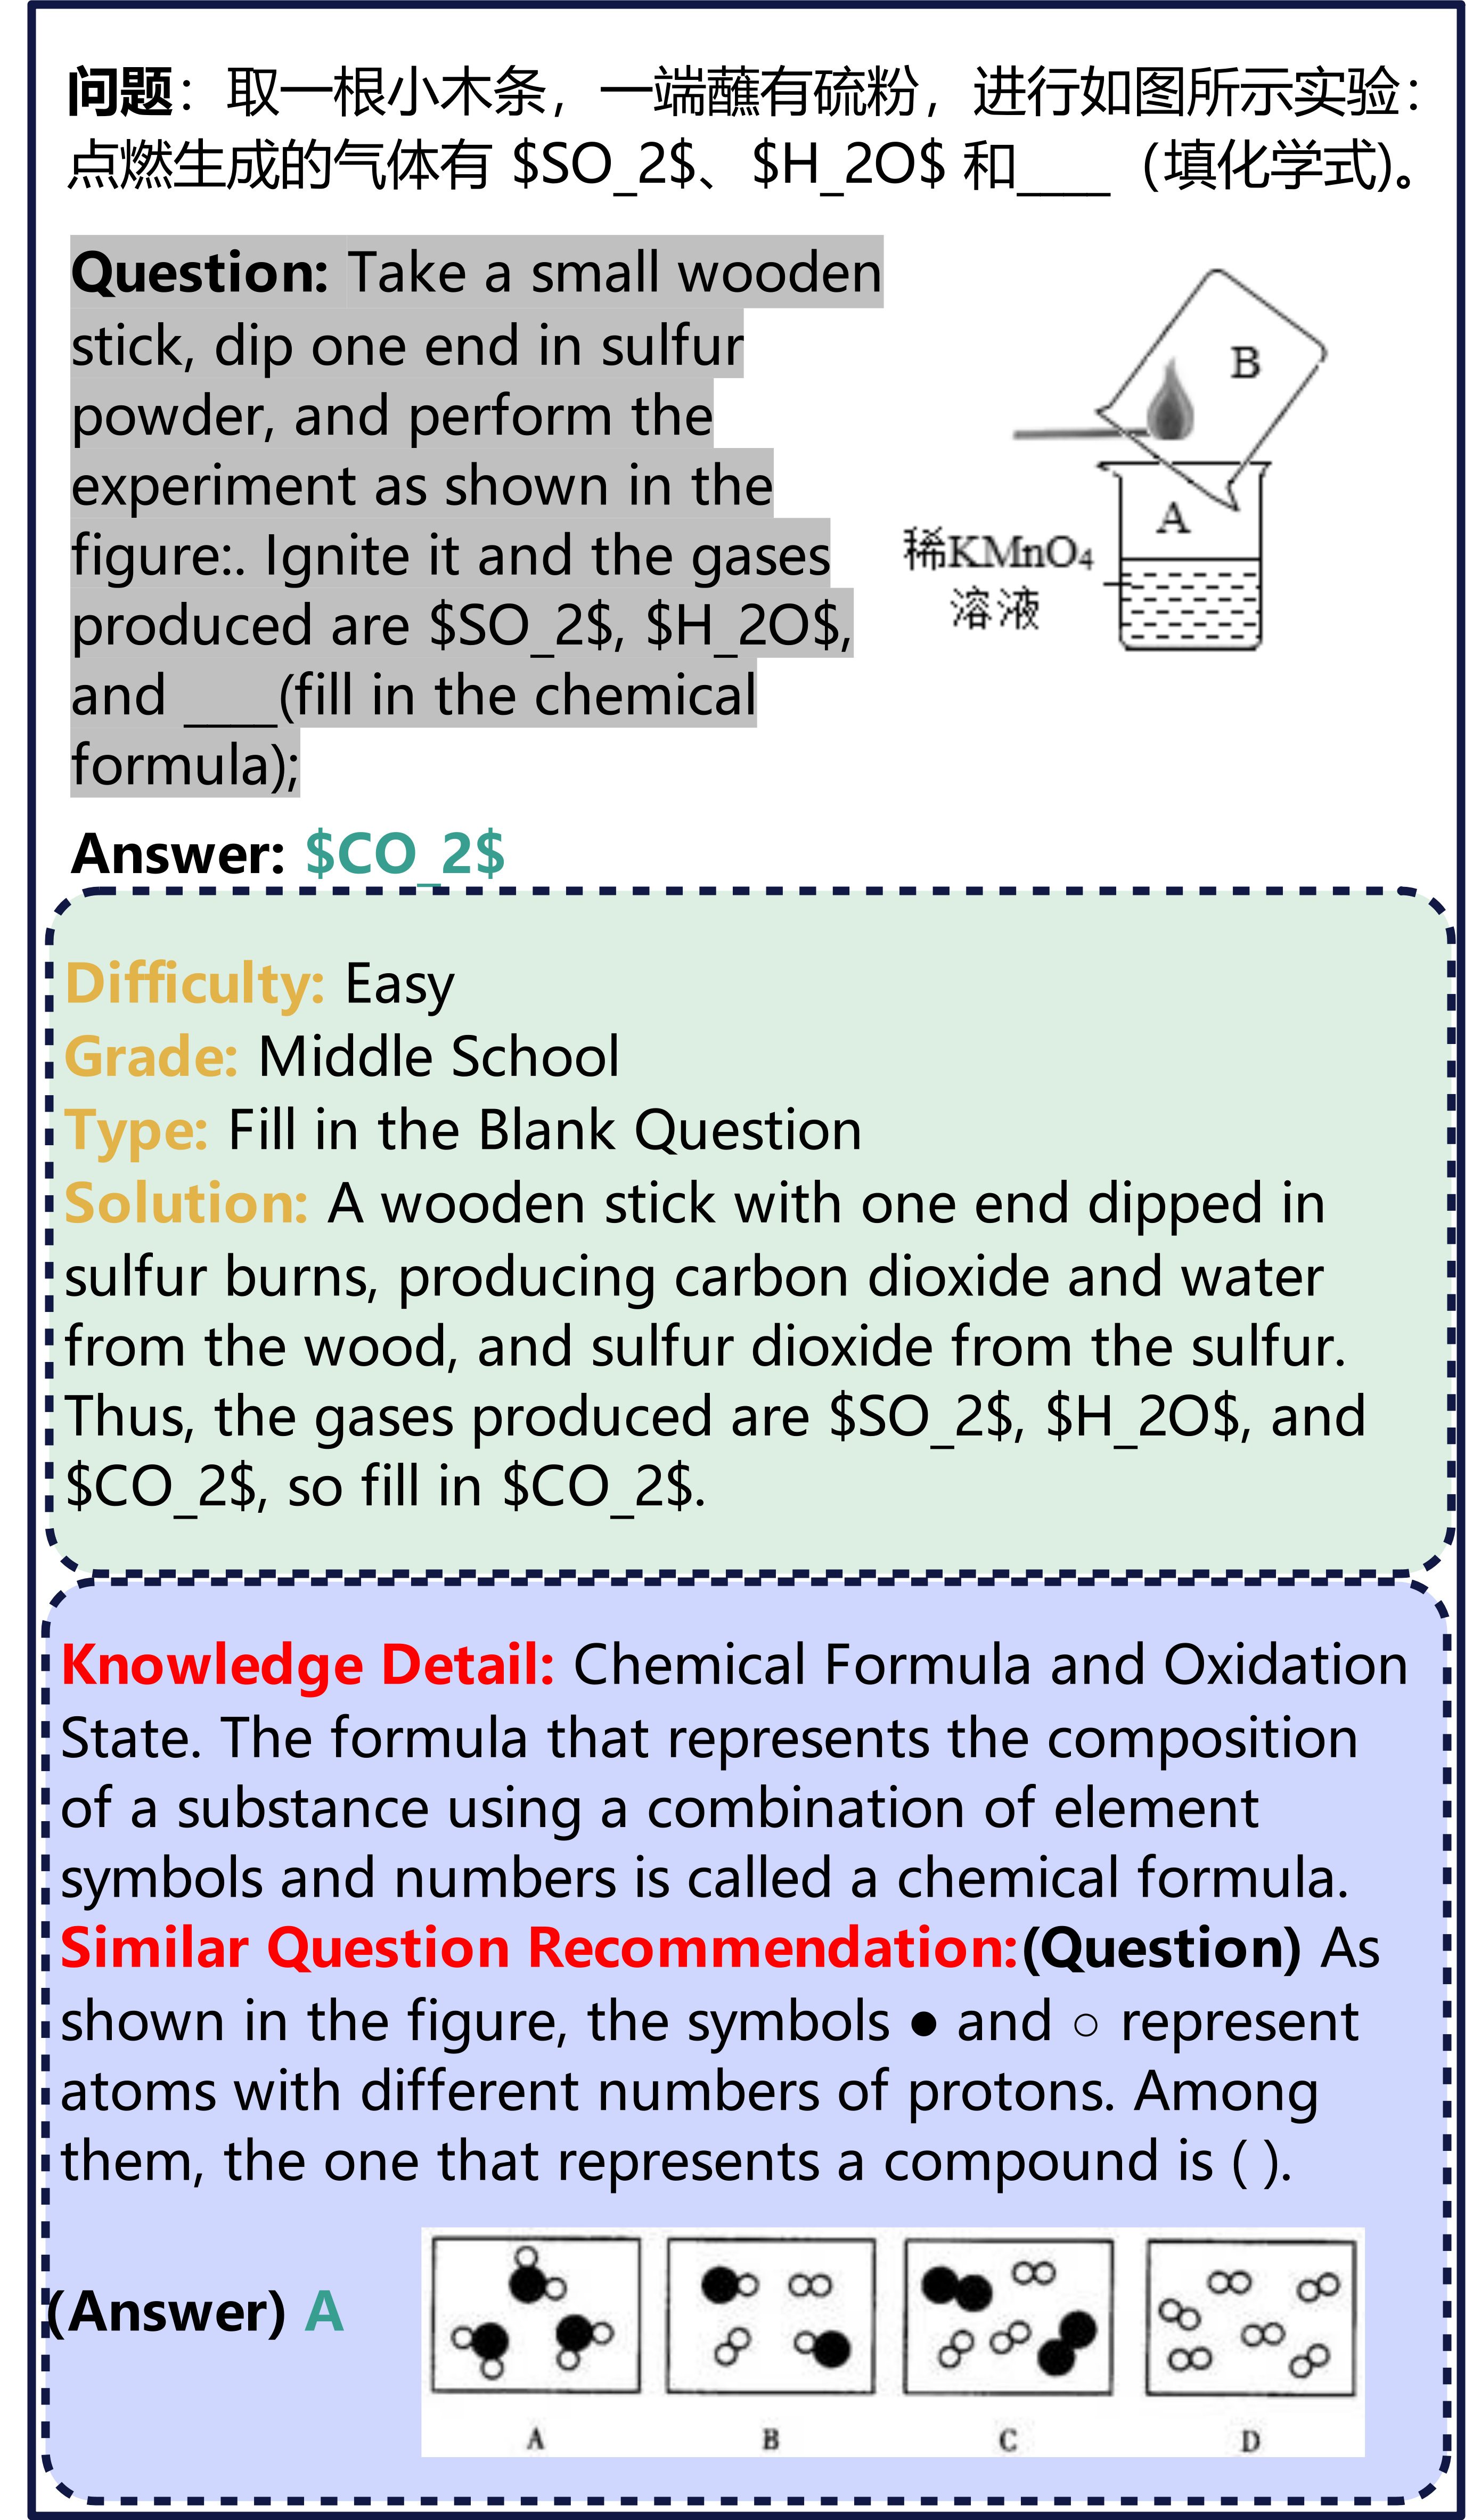 问题：取一根小木条，一端蘸有硫粉，进行如图所示实验：
点燃生成的气体有 $SO_2$、$H_2O$ 和____（填化学式)。
Question: Take a small wooden
stick, dip one end in sulfur
powder, and perform the
experiment as shown in the
figure:. Ignite it and the gases
produced are $SO_2$, $H_2O$,
and ____(fill in the chemical
formula);
B
A
稀KMnO₄
溶液
Answer: $CO_2$
Difficulty: Easy
Grade: Middle School
Type: Fill in the Blank Question
Solution: A wooden stick with one end dipped in
sulfur burns, producing carbon dioxide and water
from the wood, and sulfur dioxide from the sulfur.
Thus, the gases produced are $SO_2$, $H_2O$, and
$CO_2$, so fill in $CO_2$.
Knowledge Detail: Chemical Formula and Oxidation
State. The formula that represents the composition
of a substance using a combination of element
symbols and numbers is called a chemical formula.
Similar Question Recommendation:(Question) As
shown in the figure, the symbols ● and ○ represent
atoms with different numbers of protons. Among
them, the one that represents a compound is ( ).
(Answer) A
A B C D